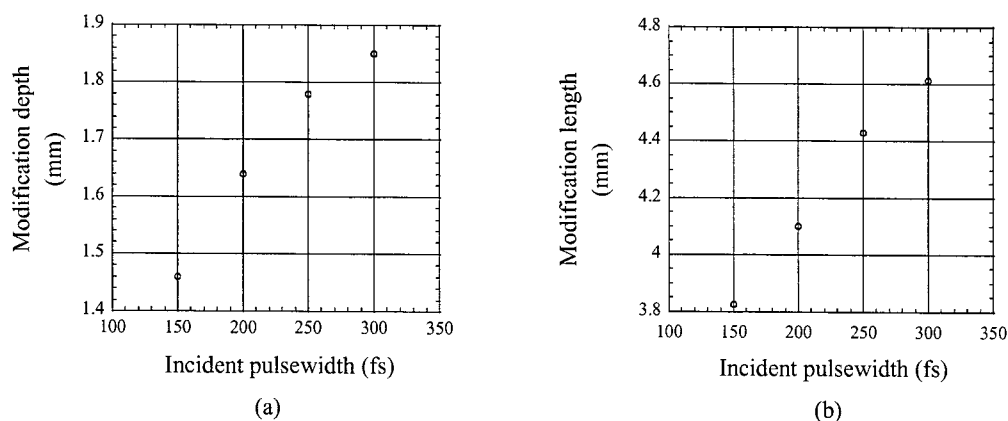 1.9
1.8
1.7
1.6
1.5
1.4
Modification depth
(mm)
100 150 200 250 300 350
Incident pulsewidth (fs)
(a)
4.8
4.6
4.4
4.2
4
3.8
Modification length
(mm)
100 150 200 250 300 350
Incident pulsewidth (fs)
(b)